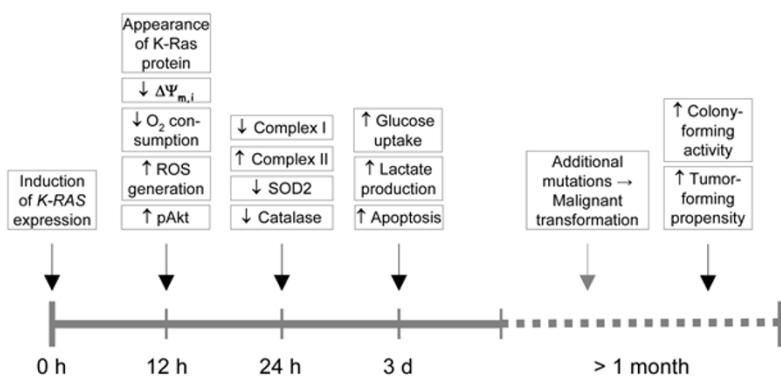 Induction
of K-RAS
expression
Appearance
of K-Ras
protein
↓ ΔΨm,i
↓ O2 con-
sumption
↑ ROS
generation
↑ pAkt
↓ Complex I
↑ Complex II
↓ SOD2
↓ Catalase
↑ Glucose
uptake
↑ Lactate
production
↑ Apoptosis
Additional
mutations →
Malignant
transformation
↑ Colony-
forming
activity
↑ Tumor-
forming
propensity
0 h
12 h
24 h
3 d
> 1 month